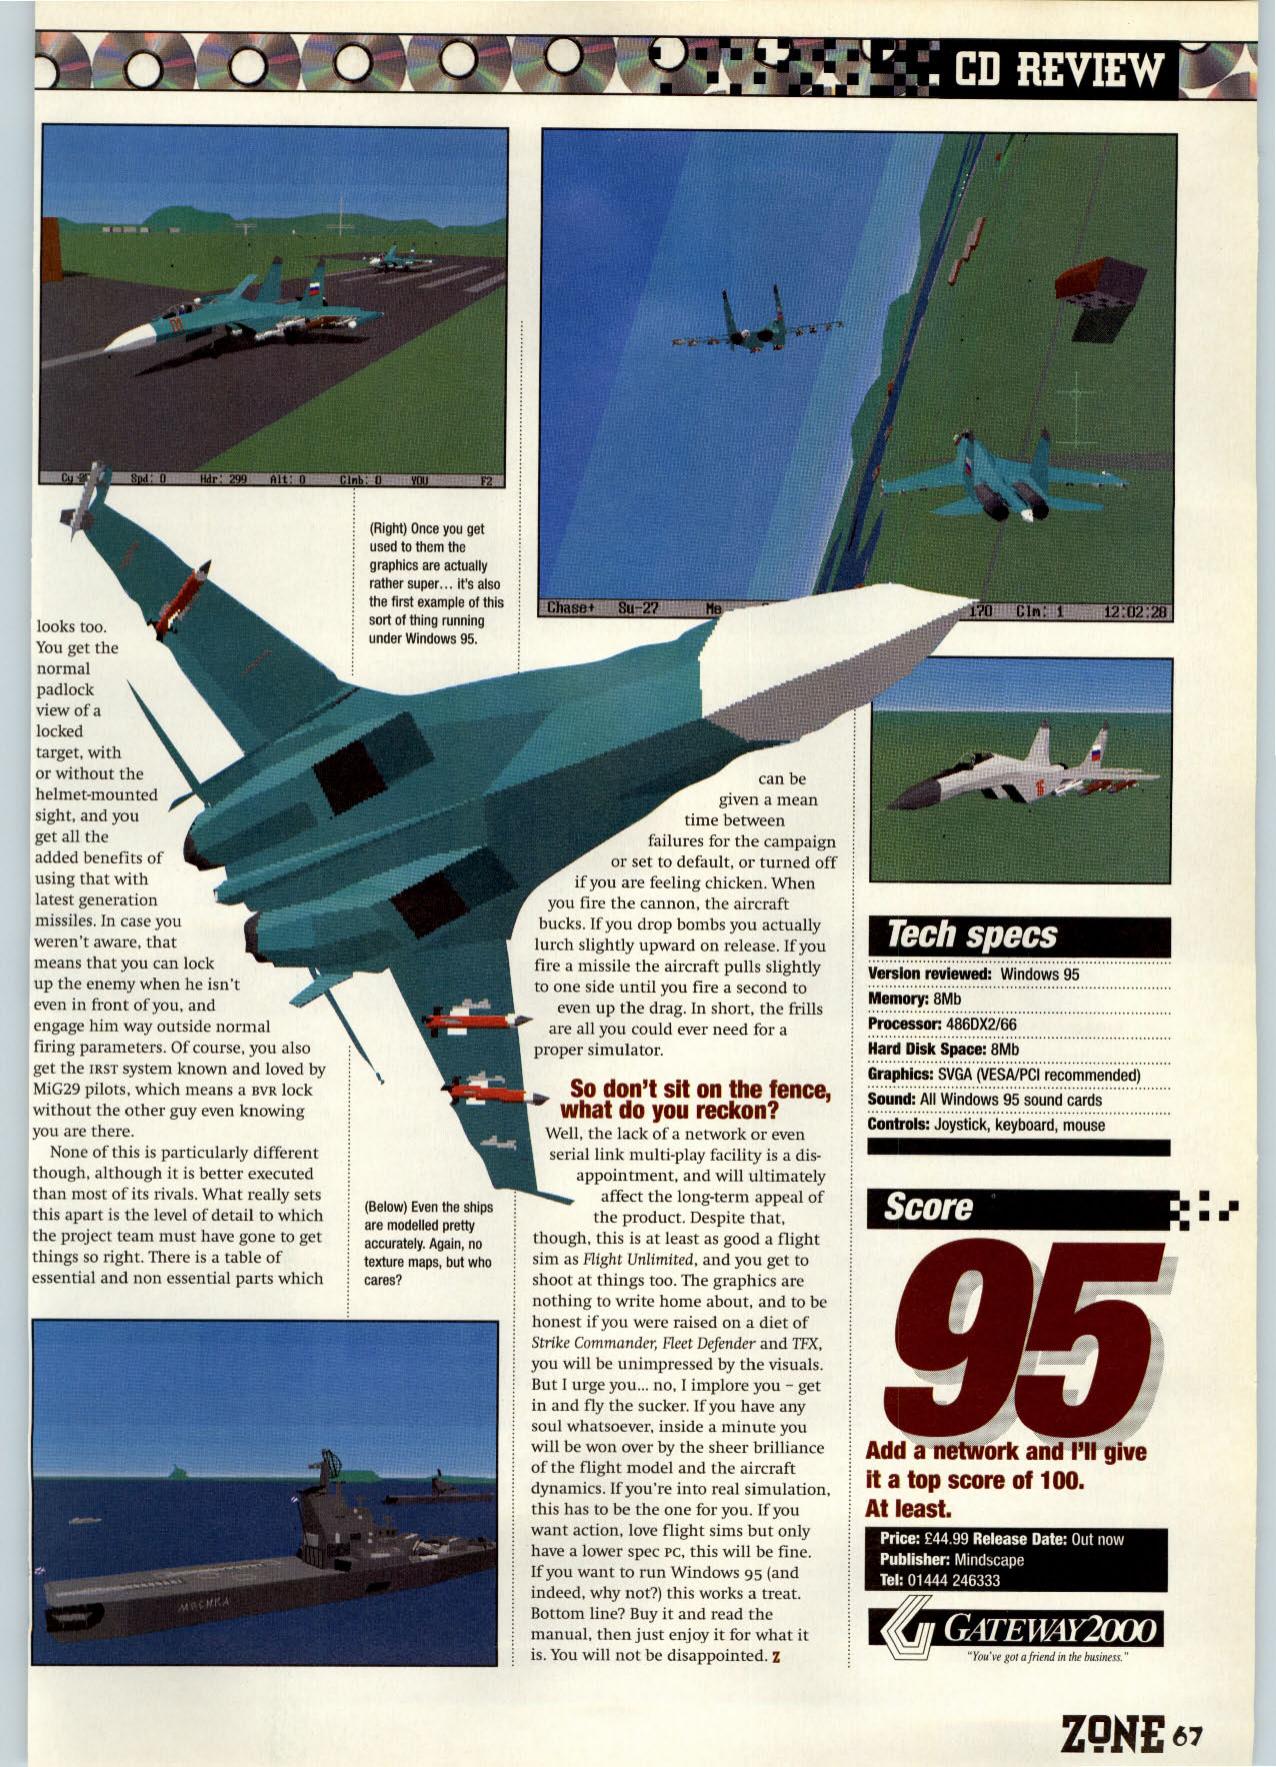 CD REVIEW
Spd: 0 Hdr: 299 Alt: 0 Clmb: 0 YOU F2
Chase+ Su-27 Me
170 Clm: 1 12:02:28
(Right) Once you get
used to them the
graphics are actually
rather super... it's also
the first example of this
sort of thing running
under Windows 95.
looks too.
You get the
normal
padlock
view of a
locked
target, with
or without the
helmet-mounted
sight, and you
get all the
added benefits of
using that with
latest generation
missiles. In case you
weren't aware, that
means that you can lock
up the enemy when he isn't
even in front of you, and
engage him way outside normal
firing parameters. Of course, you also
get the IRST system known and loved by
MiG29 pilots, which means a BVR lock
without the other guy even knowing
you are there.
None of this is particularly different
though, although it is better executed
than most of its rivals. What really sets
this apart is the level of detail to which
the project team must have gone to get
things so right. There is a table of
essential and non essential parts which
(Below) Even the ships
are modelled pretty
accurately. Again, no
texture maps, but who
cares?
MOCHKA
can be
given a mean
time between
failures for the campaign
or set to default, or turned off
if you are feeling chicken. When
you fire the cannon, the aircraft
bucks. If you drop bombs you actually
lurch slightly upward on release. If you
fire a missile the aircraft pulls slightly
to one side until you fire a second to
even up the drag. In short, the frills
are all you could ever need for a
proper simulator.
So don't sit on the fence,
what do you reckon?
Well, the lack of a network or even
serial link multi-play facility is a dis-
appointment, and will ultimately
affect the long-term appeal of
the product. Despite that,
though, this is at least as good a flight
sim as Flight Unlimited, and you get to
shoot at things too. The graphics are
nothing to write home about, and to be
honest if you were raised on a diet of
Strike Commander, Fleet Defender and TFX,
you will be unimpressed by the visuals.
But I urge you... no, I implore you – get
in and fly the sucker. If you have any
soul whatsoever, inside a minute you
will be won over by the sheer brilliance
of the flight model and the aircraft
dynamics. If you're into real simulation,
this has to be the one for you. If you
want action, love flight sims but only
have a lower spec PC, this will be fine.
If you want to run Windows 95 (and
indeed, why not?) this works a treat.
Bottom line? Buy it and read the
manual, then just enjoy it for what it
is. You will not be disappointed. Z
Tech specs
Version reviewed: Windows 95
Memory: 8Mb
Processor: 486DX2/66
Hard Disk Space: 8Mb
Graphics: SVGA (VESA/PCI recommended)
Sound: All Windows 95 sound cards
Controls: Joystick, keyboard, mouse
Score
95
Add a network and I'll give
it a top score of 100.
At least.
Price: £44.99 Release Date: Out now
Publisher: Mindscape
Tel: 01444 246333
GATEWAY2000
"You've got a friend in the business."
ZONE 67